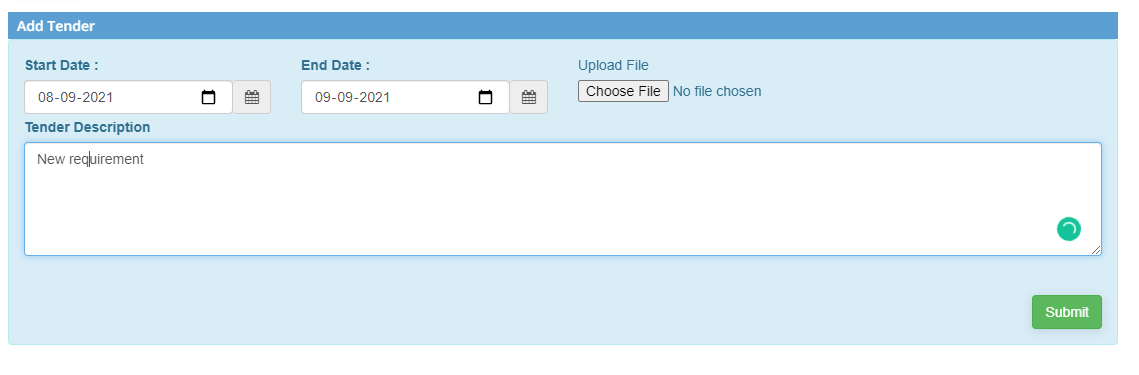 Add Tender
Start Date : End Date : Upload File
08-09-2021 09-09-2021 Choose File No file chosen
Tender Description
New requirement
Submit